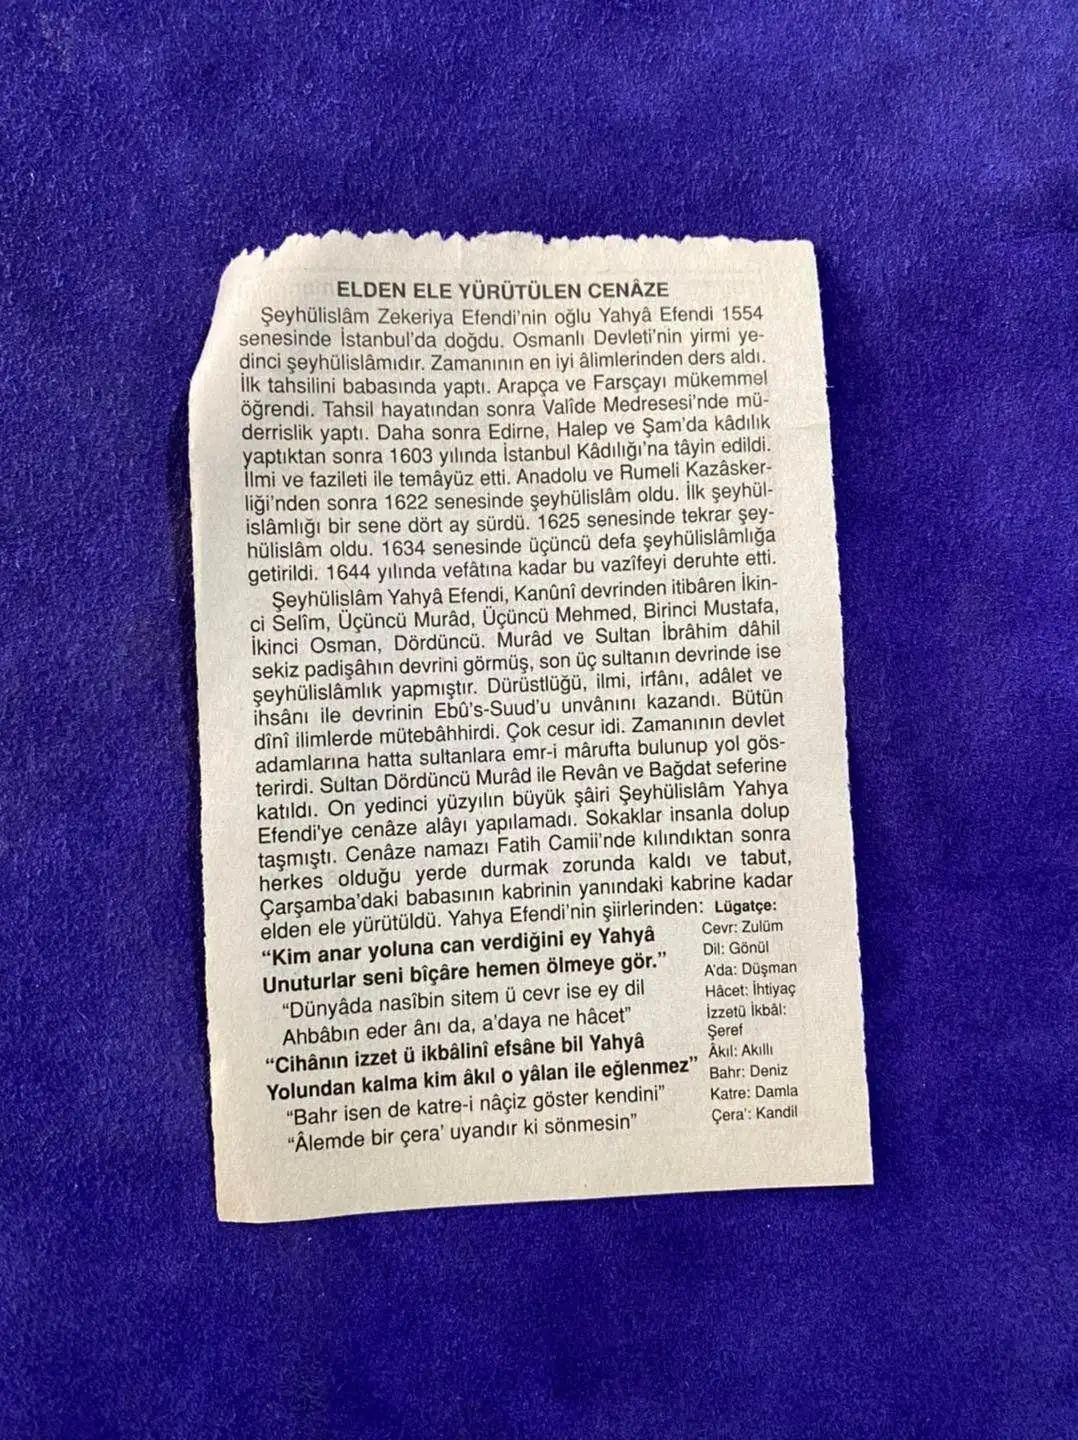 ELDEN ELE YÜRÜTÜLEN CENÂZE
Şeyhülislâm Zekeriya Efendi'nin oğlu Yahyâ Efendi 1554
senesinde İstanbul'da doğdu. Osmanlı Devleti'nin yirmi ye-
dinci şeyhülislâmıdır. Zamanının en iyi âlimlerinden ders aldı.
İlk tahsilini babasında yaptı. Arapça ve Farsçayı mükemmel
öğrendi. Tahsil hayatından sonra Valîde Medresesi'nde mü-
derrislik yaptı. Daha sonra Edirne, Halep ve Şam'da kâdılık
yaptıktan sonra 1603 yılında İstanbul Kâdılığı'na tâyin edildi.
İlmi ve fazileti ile temâyüz etti. Anadolu ve Rumeli Kazâsker-
liği'nden sonra 1622 senesinde şeyhülislâm oldu. İlk şeyhül-
islâmlığı bir sene dört ay sürdü. 1625 senesinde tekrar şey-
hülislâm oldu. 1634 senesinde üçüncü defa şeyhülislâmlığa
getirildi. 1644 yılında vefâtına kadar bu vazîfeyi deruhte etti.
Şeyhülislâm Yahyâ Efendi, Kanûnî devrinden itibâren İkin-
ci Selîm, Üçüncü Murâd, Üçüncü Mehmed, Birinci Mustafa,
İkinci Osman, Dördüncü. Murâd ve Sultan İbrâhim dâhil
sekiz padişâhın devrini görmüş, son üç sultanın devrinde ise
şeyhülislâmlık yapmıştır. Dürüstlüğü, ilmi, irfânı, adâlet ve
ihsânı ile devrinin Ebû's-Suud'u unvânını kazandı. Bütün
dînî ilimlerde mütebâhhirdi. Çok cesur idi. Zamanının devlet
adamlarına hatta sultanlara emr-i mârufta bulunup yol gös-
terirdi. Sultan Dördüncü Murâd ile Revân ve Bağdat seferine
katıldı. On yedinci yüzyılın büyük şâiri Şeyhülislâm Yahya
Efendi'ye cenâze alâyı yapılamadı. Sokaklar insanla dolup
taşmıştı. Cenâze namazı Fatih Camii'nde kılındıktan sonra
herkes olduğu yerde durmak zorunda kaldı ve tabut,
Çarşamba'daki babasının kabrinin yanındaki kabrine kadar
elden ele yürütüldü. Yahya Efendi'nin şiirlerinden:
"Kim anar yoluna can verdiğini ey Yahyâ
Unuturlar seni bîçâre hemen ölmeye gör."
"Dünyâda nasîbin sitem ü cevr ise ey dil
Ahbâbın eder ânı da, a'daya ne hâcet"
"Cihânın izzet ü ikbâlinî efsâne bil Yahyâ
Yolundan kalma kim âkıl o yâlan ile eğlenmez"
"Bahr isen de katre-i nâçiz göster kendini"
"Âlemde bir çera' uyandır ki sönmesin"
Lügatçe:
Cevr: Zulüm
Dil: Gönül
A'da: Düşman
Hâcet: İhtiyaç
İzzetü İkbâl:
Şeref
Âkıl: Akıllı
Bahr: Deniz
Katre: Damla
Çera': Kandil